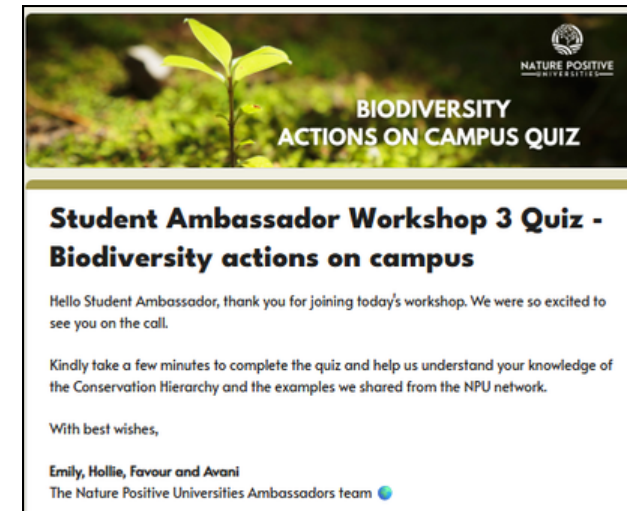 NATURE POSITIVE
UNIVERSITIES
BIODIVERSITY
ACTIONS ON CAMPUS QUIZ
Student Ambassador Workshop 3 Quiz -
Biodiversity actions on campus
Hello Student Ambassador, thank you for joining today's workshop. We were so excited to
see you on the call.
Kindly take a few minutes to complete the quiz and help us understand your knowledge of
the Conservation Hierarchy and the examples we shared from the NPU network.
With best wishes,
Emily, Hollie, Favour and Avani
The Nature Positive Universities Ambassadors team 🌏